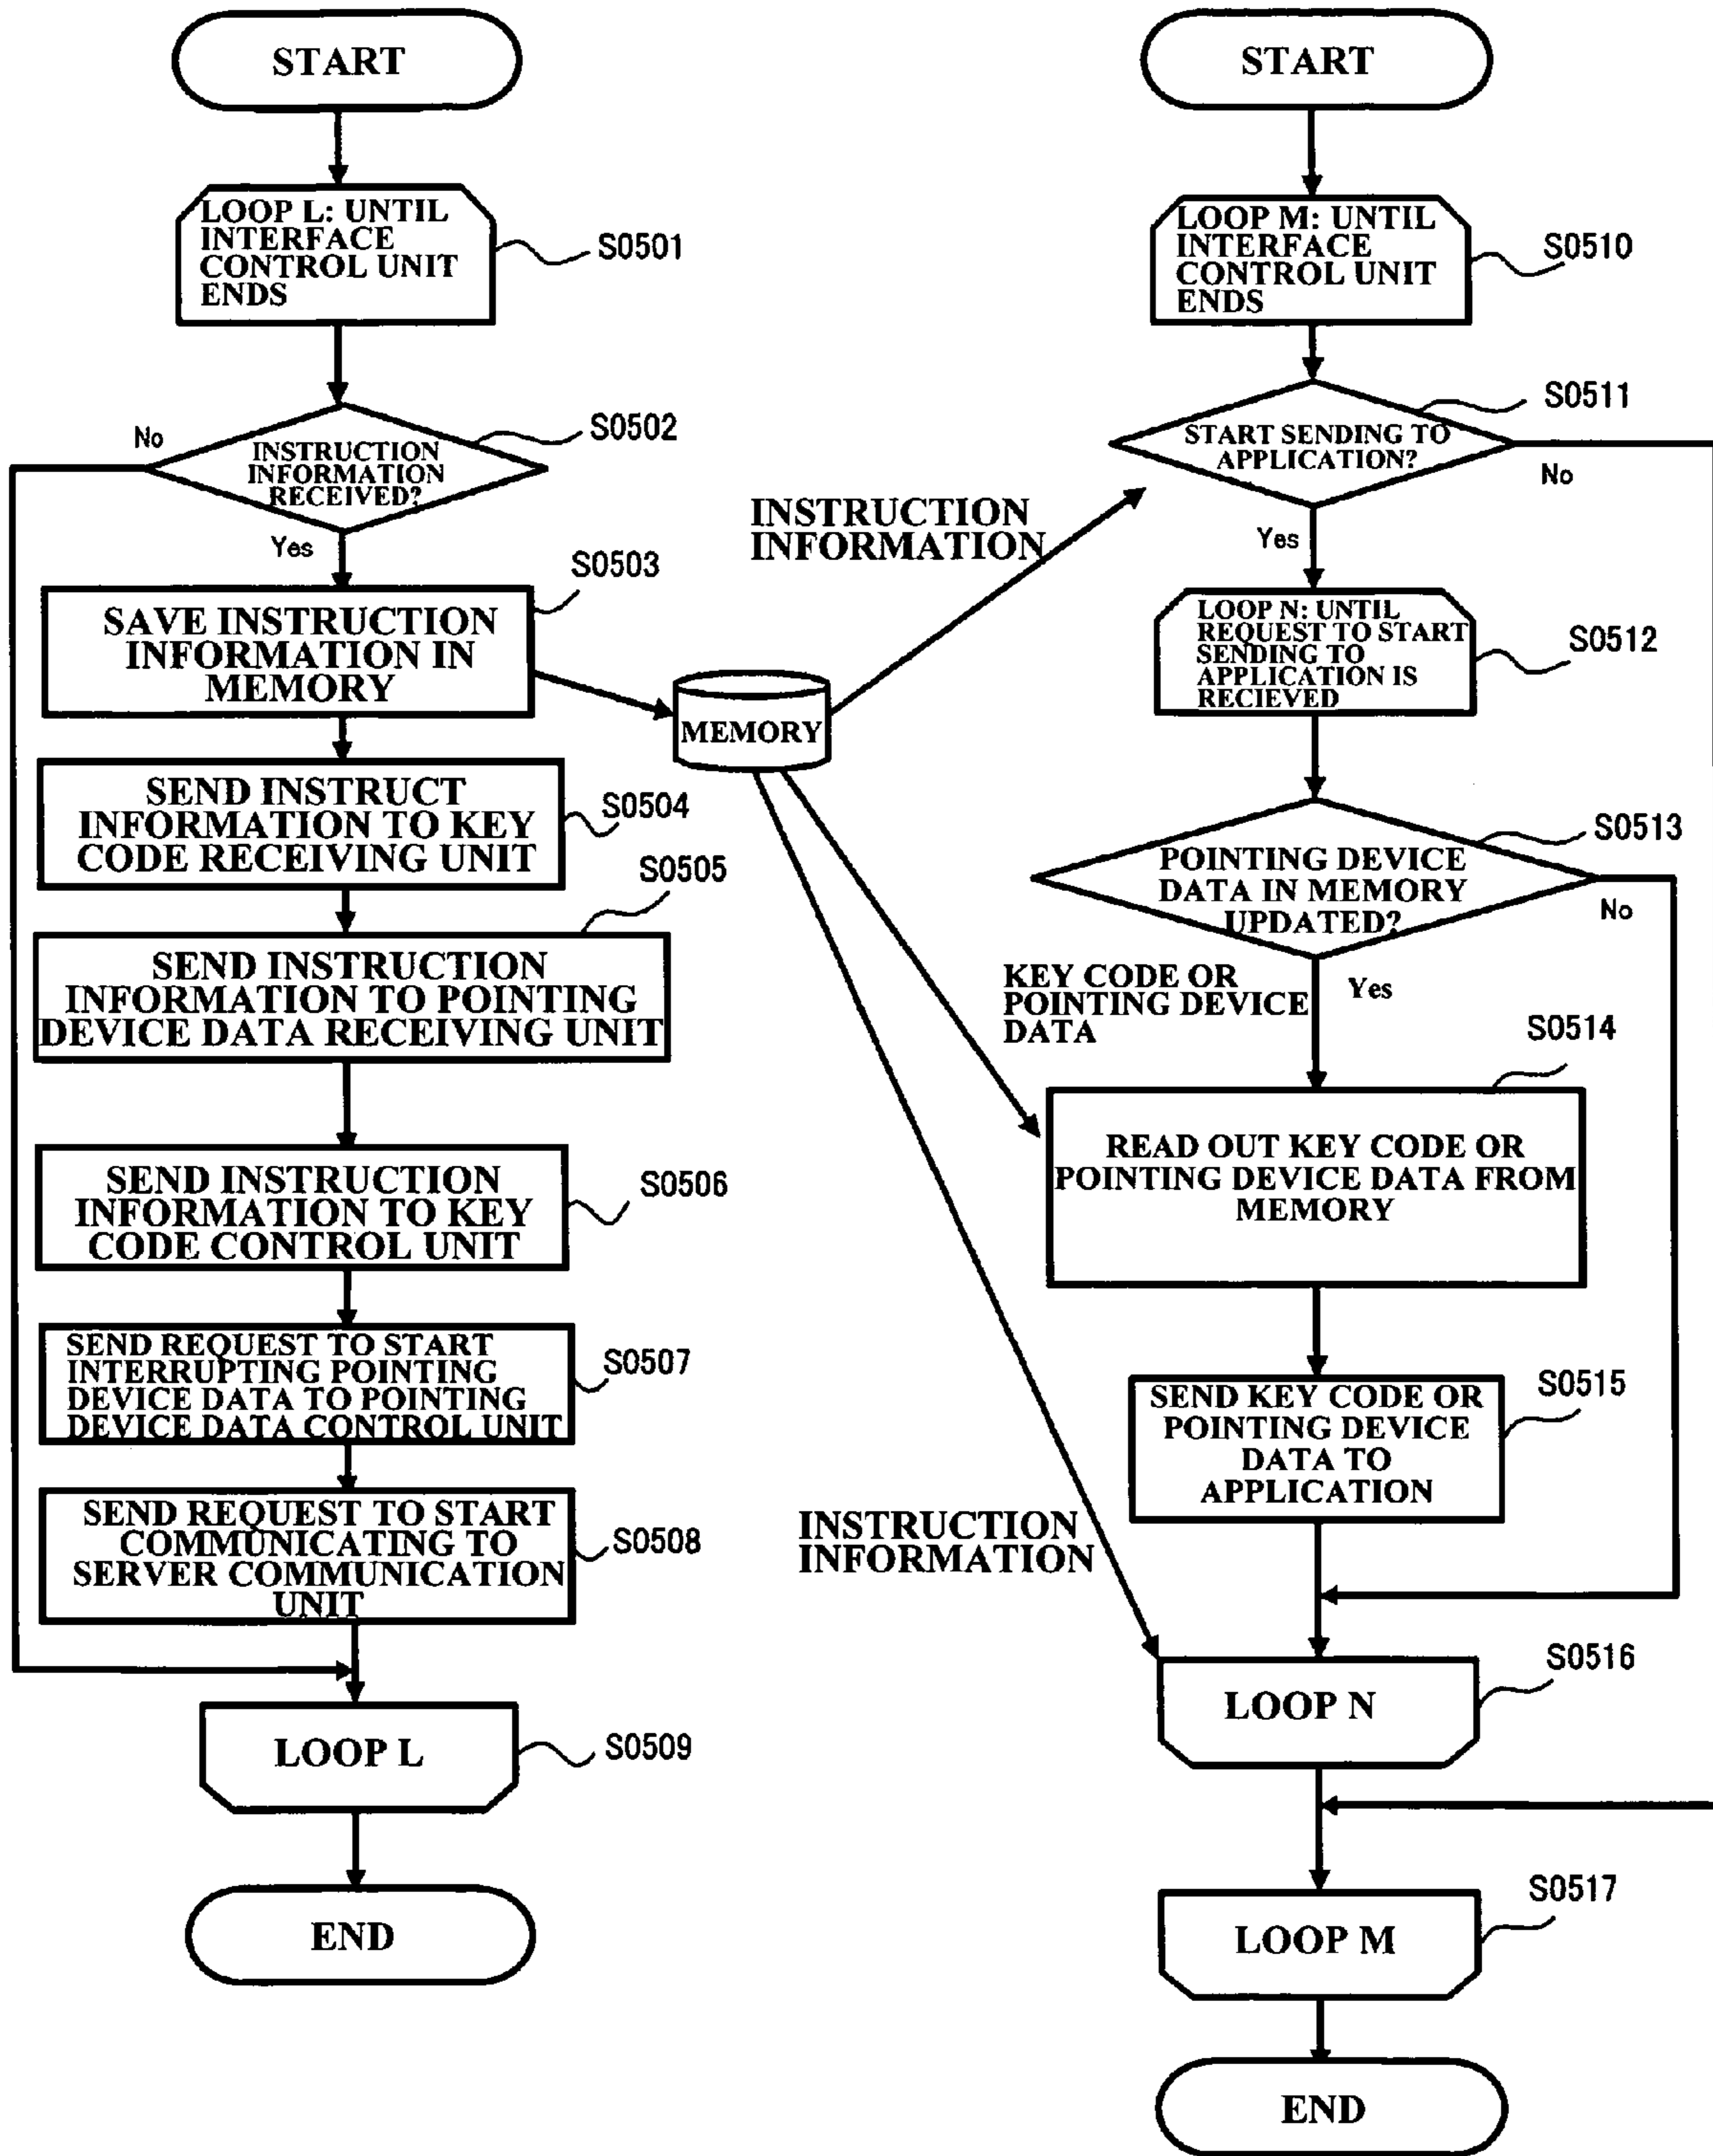 START
LOOP L: UNTIL
INTERFACE
CONTROL UNIT
ENDS
S0501
No
INSTRUCTION
INFORMATION
RECEIVED?
S0502
Yes
SAVE INSTRUCTION
INFORMATION IN
MEMORY
S0503
SEND INSTRUCT
INFORMATION TO KEY
CODE RECEIVING UNIT
S0504
SEND INSTRUCTION
INFORMATION TO POINTING
DEVICE DATA RECEIVING UNIT
S0505
SEND INSTRUCTION
INFORMATION TO KEY
CODE CONTROL UNIT
S0506
SEND REQUEST TO START
INTERRUPTING POINTING
DEVICE DATA TO POINTING
DEVICE DATA CONTROL UNIT
S0507
SEND REQUEST TO START
COMMUNICATING TO
SERVER COMMUNICATION
UNIT
S0508
LOOP L
S0509
END
MEMORY
INSTRUCTION
INFORMATION
KEY CODE OR
POINTING DEVICE
DATA
INSTRUCTION
INFORMATION
START
LOOP M: UNTIL
INTERFACE
CONTROL UNIT
ENDS
S0510
START SENDING TO
APPLICATION?
S0511
No
Yes
LOOP N: UNTIL
REQUEST TO START
SENDING TO
APPLICATION IS
RECIEVED
S0512
POINTING DEVICE
DATA IN MEMORY
UPDATED?
S0513
No
Yes
READ OUT KEY CODE OR
POINTING DEVICE DATA FROM
MEMORY
S0514
SEND KEY CODE OR
POINTING DEVICE
DATA TO
APPLICATION
S0515
LOOP N
S0516
LOOP M
S0517
END